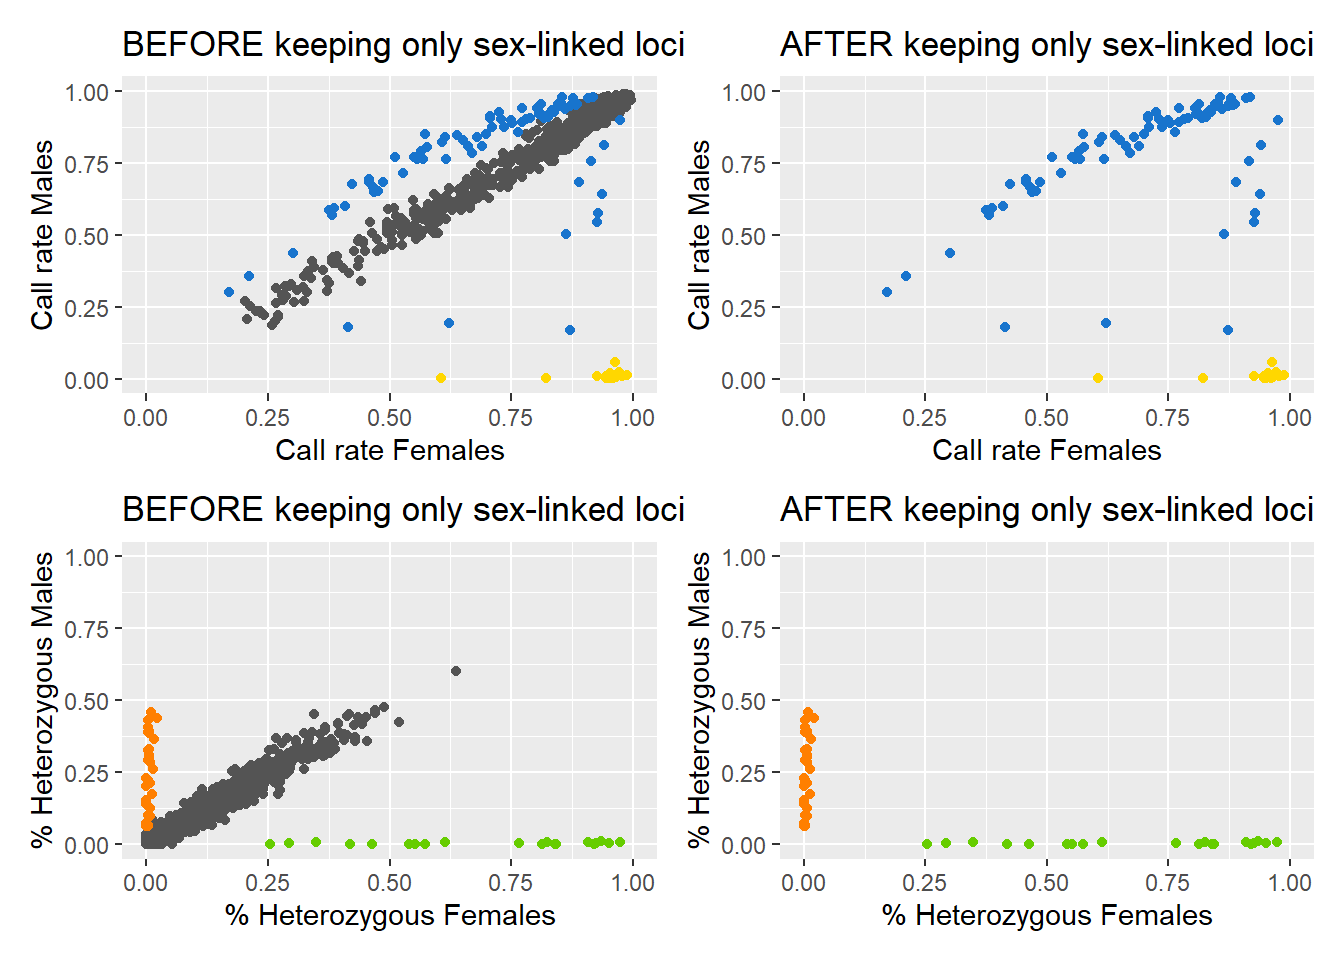 BEFORE keeping only sex-linked loci
1.00
0.75
0.50
0.25
0.00
Call rate Males
0.00 0.25 0.50 0.75 1.00
Call rate Females
AFTER keeping only sex-linked loci
1.00
0.75
0.50
0.25
0.00
Call rate Males
0.00 0.25 0.50 0.75 1.00
Call rate Females
BEFORE keeping only sex-linked loci
1.00
0.75
0.50
0.25
0.00
% Heterozygous Males
0.00 0.25 0.50 0.75 1.00
% Heterozygous Females
AFTER keeping only sex-linked loci
1.00
0.75
0.50
0.25
0.00
% Heterozygous Males
0.00 0.25 0.50 0.75 1.00
% Heterozygous Females